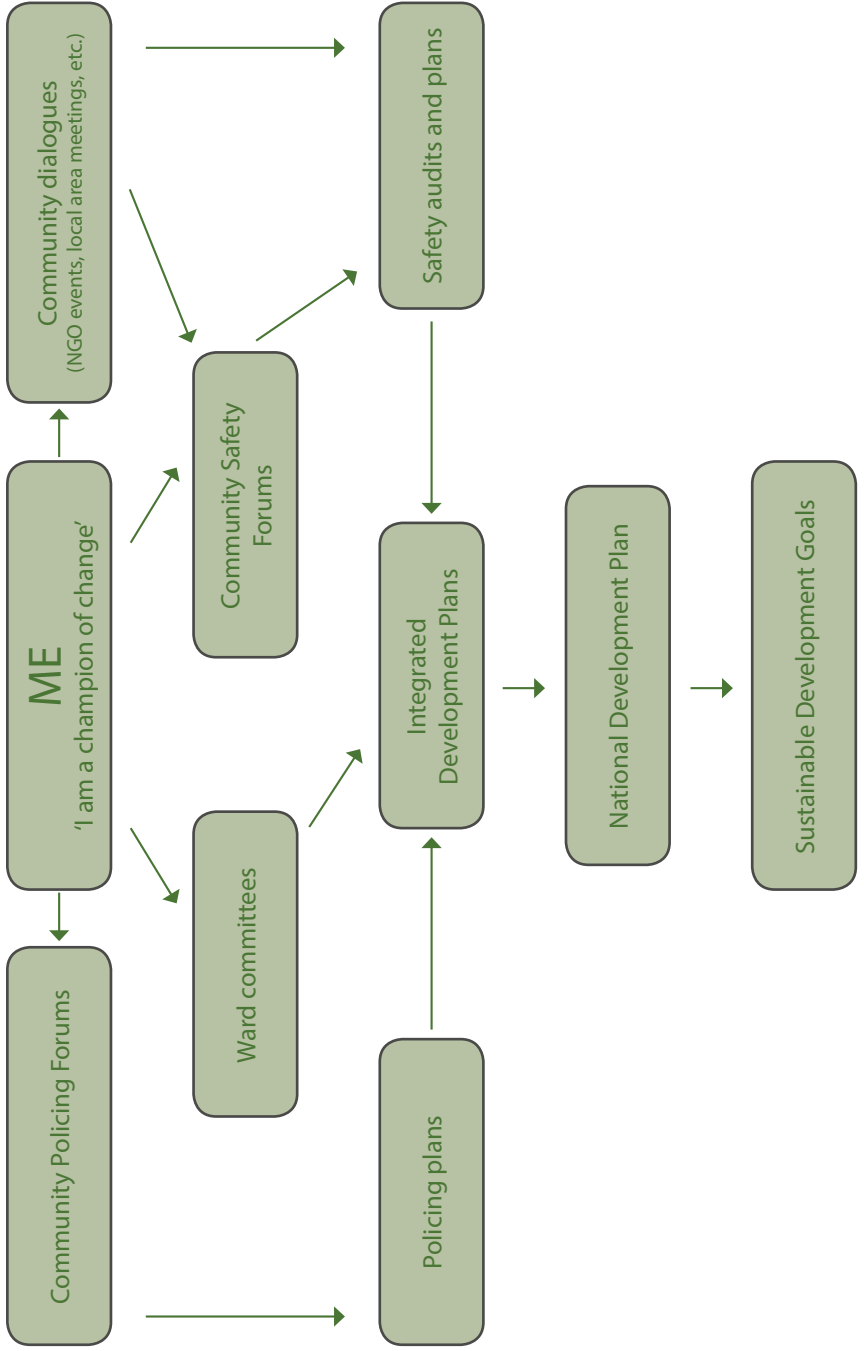 Community Policing Forums
ME
‘I am a champion of change’
Community dialogues
(NGO events, local area meetings, etc.)
Ward committees
Community Safety
Forums
Policing plans
Integrated
Development Plans
Safety audits and plans
National Development Plan
Sustainable Development Goals